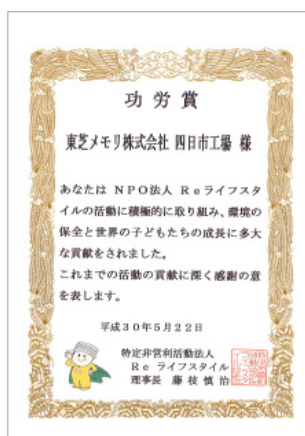 功労賞
東芝メモリ株式会社 四日市工場 様
あなたは NPO法人 Reライフスタ
イルの活動に積極的に取り組み、環境の
保全と世界の子どもたちの成長に多大
な貢献をされました。
これまでの活動の貢献に深く感謝の意
を表します。
平成30年5月22日
特定非営利活動法人
Re ライフスタイル
理事長 藤枝慎治